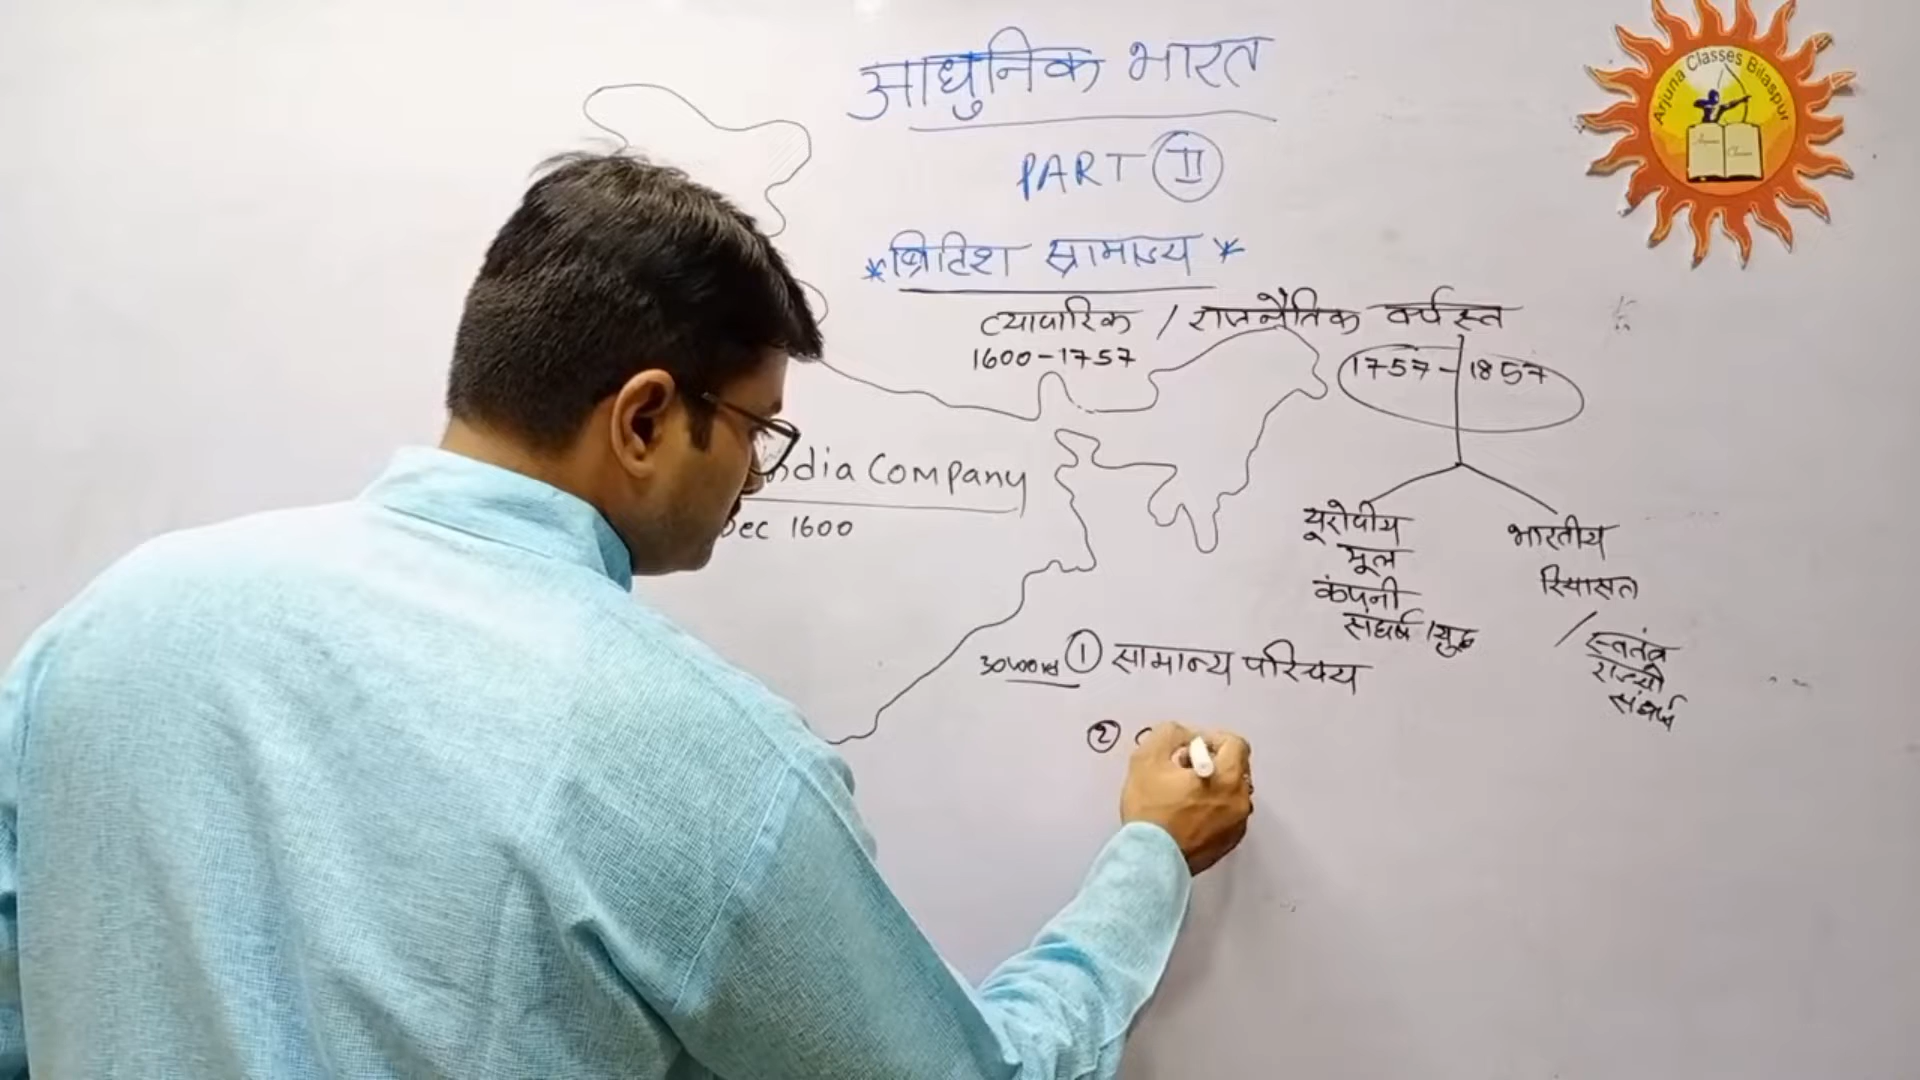 आधुनिक भारत
PART II
*ब्रिटिश साम्राज्य*
व्यापारिक / राजनैतिक वर्चस्व
1600-1757
1757-1857
India Company
Dec 1600
यूरोपीय
मूल
कंपनी
संघर्ष/युद्ध
भारतीय
रियासत
/ स्वतंत्र
राज्यों
संघर्ष
① सामान्य परिचय
②
Arjuna Classes Bilaspur